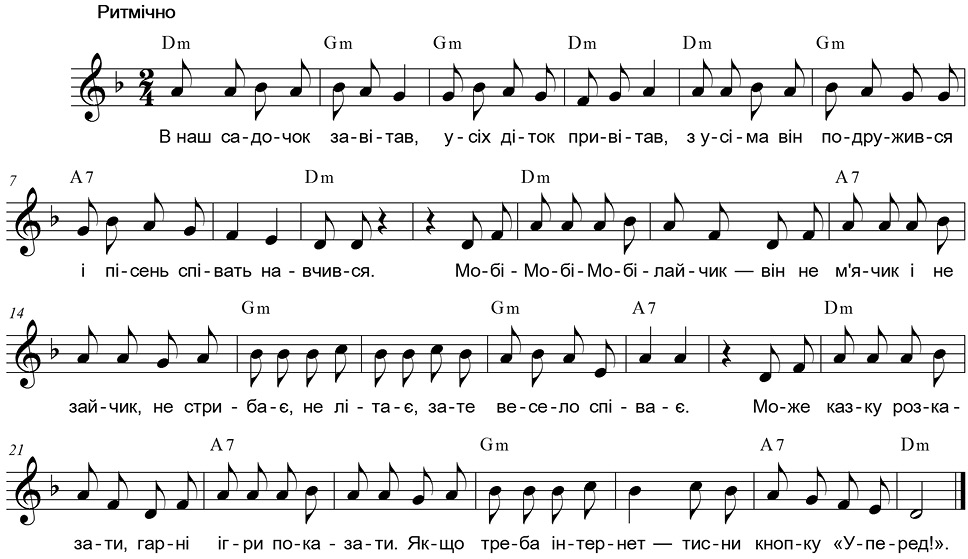 Ритмічно
Dm Gm Gm Dm Dm Gm
2
4
В наш са-до-чок за-ві-тав, у-сіх ді-ток при-ві-тав, з у-сі-ма він по-дру-жив-ся
7 A7 Dm Dm A7
і пі-сень спі-вать на-вчив-ся. Мо-бі-Мо-бі-Мо-бі-лай-чик — він не м'я-чик і не
14 Gm Gm A7 Dm
зай-чик, не стри-ба-є, не лі-та-є, за-те ве-се-ло спі-ва-є. Мо-же каз-ку роз-ка-
21 A7 Gm A7 Dm
за-ти, гар-ні іг-ри по-ка-за-ти. Як-що тре-ба ін-тер-нет — тис-ни кноп-ку «У-пе-ред!».